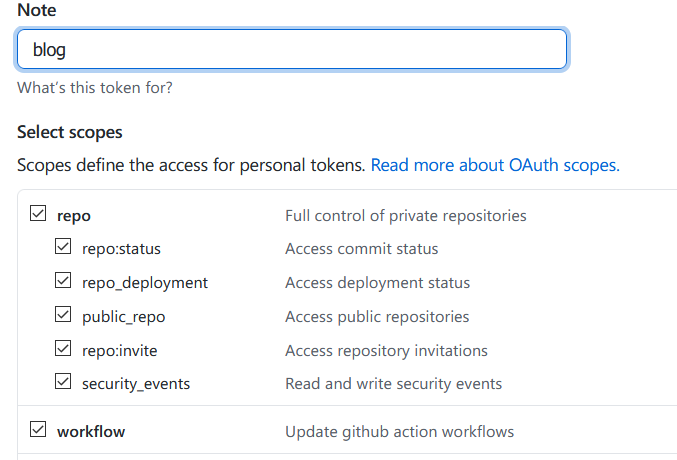 Note
blog
What's this token for?
Select scopes
Scopes define the access for personal tokens. Read more about OAuth scopes.
repo Full control of private repositories
repo:status Access commit status
repo_deployment Access deployment status
public_repo Access public repositories
repo:invite Access repository invitations
security_events Read and write security events
workflow Update github action workflows